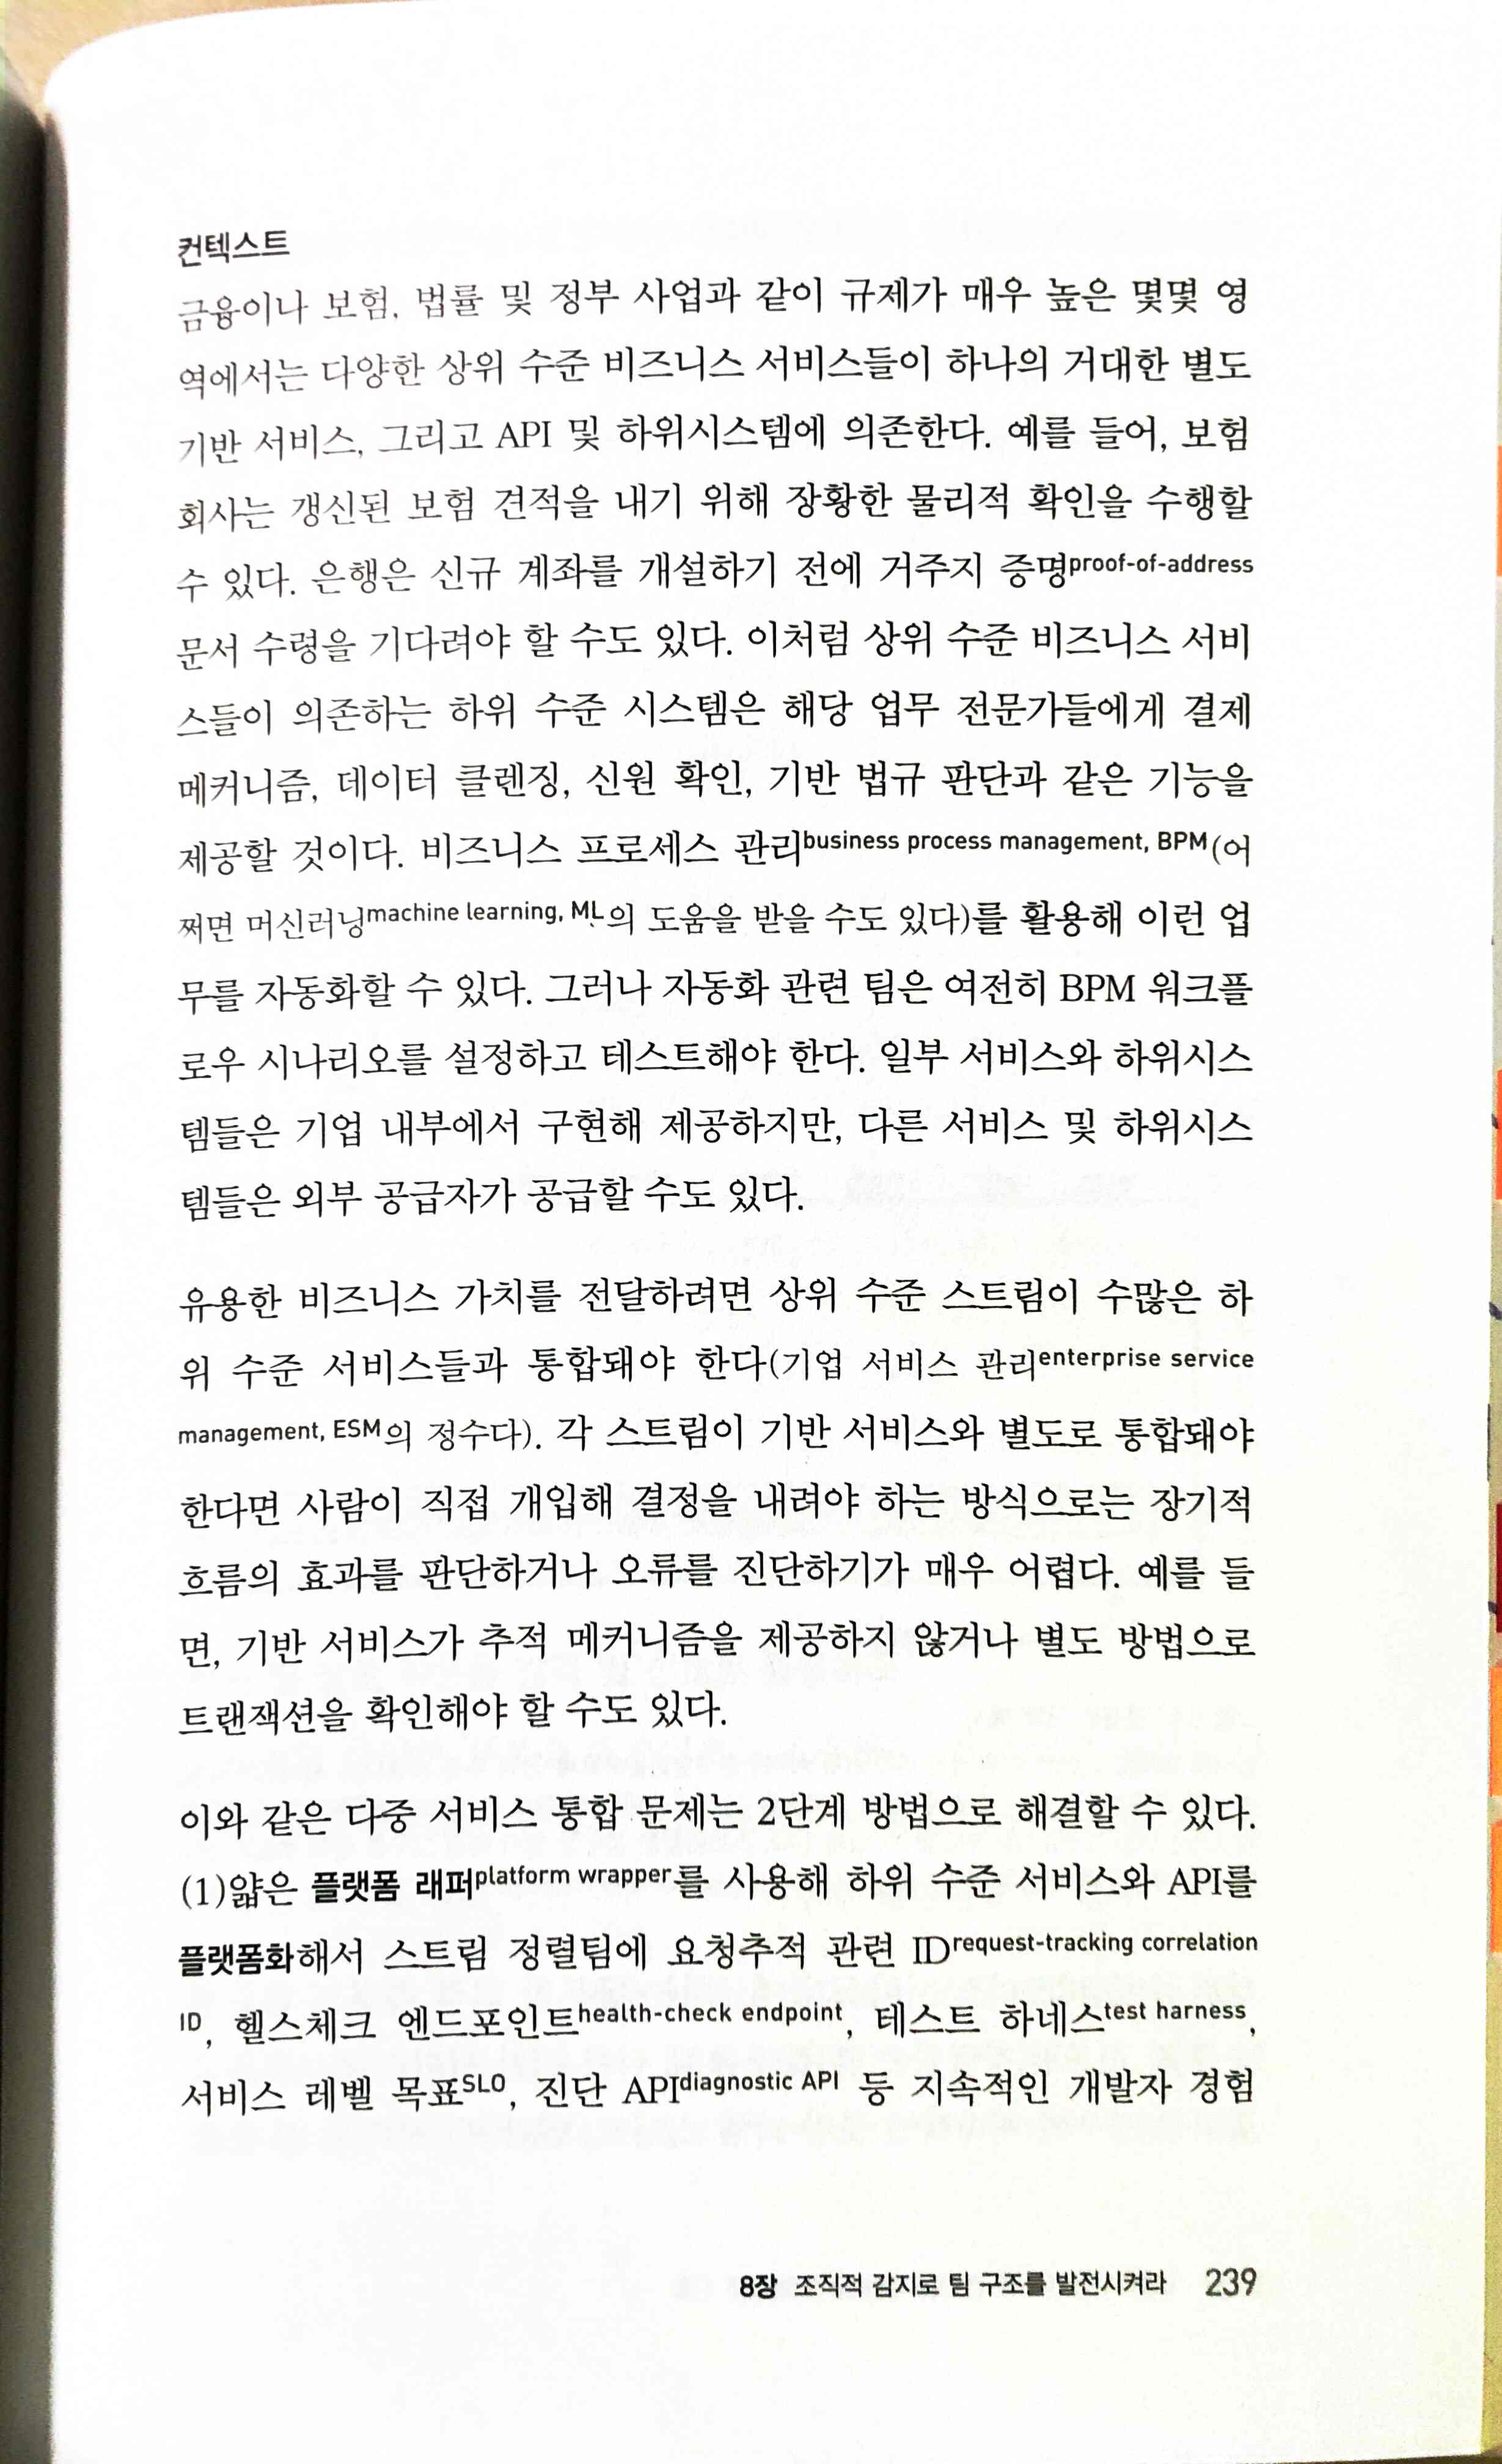 컨텍스트
금융이나 보험, 법률 및 정부 사업과 같이 규제가 매우 높은 몇몇 영
역에서는 다양한 상위 수준 비즈니스 서비스들이 하나의 거대한 별도
기반 서비스, 그리고 API 및 하위시스템에 의존한다. 예를 들어, 보험
회사는 갱신된 보험 견적을 내기 위해 장황한 물리적 확인을 수행할
수 있다. 은행은 신규 계좌를 개설하기 전에 거주지 증명proof-of-address
문서 수령을 기다려야 할 수도 있다. 이처럼 상위 수준 비즈니스 서비
스들이 의존하는 하위 수준 시스템은 해당 업무 전문가들에게 결제
메커니즘, 데이터 클렌징, 신원 확인, 기반 법규 판단과 같은 기능을
제공할 것이다. 비즈니스 프로세스 관리business process management, BPM(어
쩌면 머신러닝machine learning, ML의 도움을 받을 수도 있다)를 활용해 이런 업
무를 자동화할 수 있다. 그러나 자동화 관련 팀은 여전히 BPM 워크플
로우 시나리오를 설정하고 테스트해야 한다. 일부 서비스와 하위시스
템들은 기업 내부에서 구현해 제공하지만, 다른 서비스 및 하위시스
템들은 외부 공급자가 공급할 수도 있다.
유용한 비즈니스 가치를 전달하려면 상위 수준 스트림이 수많은 하
위 수준 서비스들과 통합돼야 한다(기업 서비스 관리enterprise service
management, ESM의 정수다). 각 스트림이 기반 서비스와 별도로 통합돼야
한다면 사람이 직접 개입해 결정을 내려야 하는 방식으로는 장기적
흐름의 효과를 판단하거나 오류를 진단하기가 매우 어렵다. 예를 들
면, 기반 서비스가 추적 메커니즘을 제공하지 않거나 별도 방법으로
트랜잭션을 확인해야 할 수도 있다.
이와 같은 다중 서비스 통합 문제는 2단계 방법으로 해결할 수 있다.
(1)얇은 플랫폼 래퍼platform wrapper를 사용해 하위 수준 서비스와 API를
플랫폼화해서 스트림 정렬팀에 요청추적 관련 IDrequest-tracking correlation
ID, 헬스체크 엔드포인트health-check endpoint, 테스트 하네스test harness,
서비스 레벨 목표SLO, 진단 APIdiagnostic API 등 지속적인 개발자 경험
8장 조직적 감지로 팀 구조를 발전시켜라 239